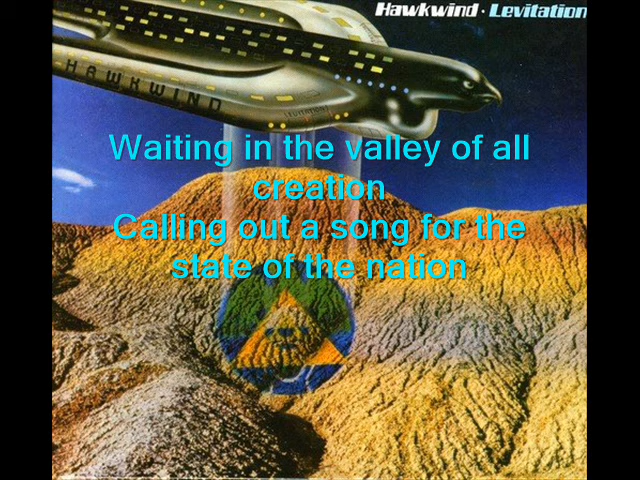 Hawkwind · Levitation
HAWKWIND
Waiting in the valley of all
creation
Calling out a song for the
state of the nation